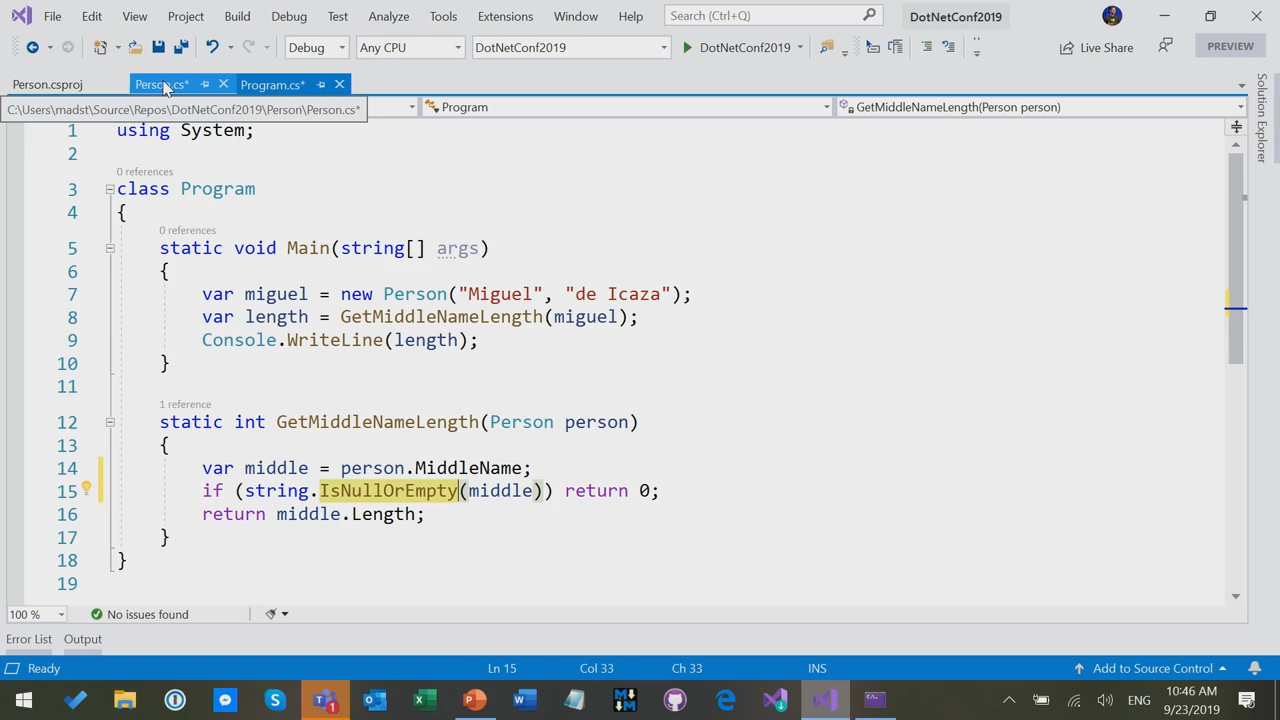 File Edit View Project Build Debug Test Analyze Tools Extensions Window Help Search (Ctrl+Q) DotNetConf2019
Debug Any CPU DotNetConf2019 DotNetConf2019 Live Share PREVIEW
Person.csproj Person.cs* Program.cs*
C:\Users\madst\Source\Repos\DotNetConf2019\Person\Person.cs* Program GetMiddleNameLength(Person person)
1 using System;
2
0 references
3 class Program
4 {
0 references
5 static void Main(string[] args)
6 {
7 var miguel = new Person("Miguel", "de Icaza");
8 var length = GetMiddleNameLength(miguel);
9 Console.WriteLine(length);
10 }
11
1 reference
12 static int GetMiddleNameLength(Person person)
13 {
14 var middle = person.MiddleName;
15 if (string.IsNullOrEmpty(middle)) return 0;
16 return middle.Length;
17 }
18 }
19
Solution Explorer
100 % No issues found
Error List Output
Ready Ln 15 Col 33 Ch 33 INS Add to Source Control
ENG 10:46 AM
9/23/2019